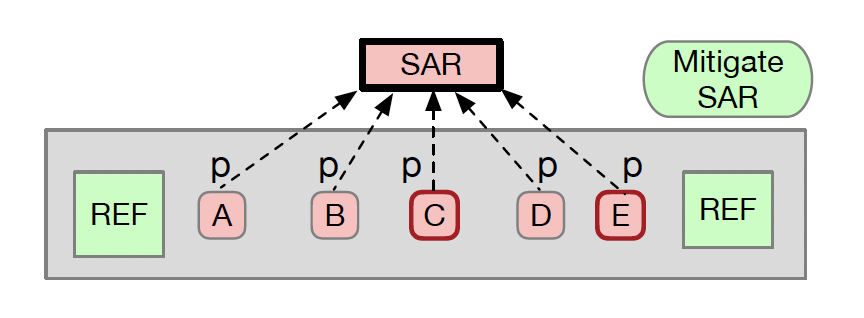 SAR
Mitigate
SAR
p p p p p
REF A B C D E REF